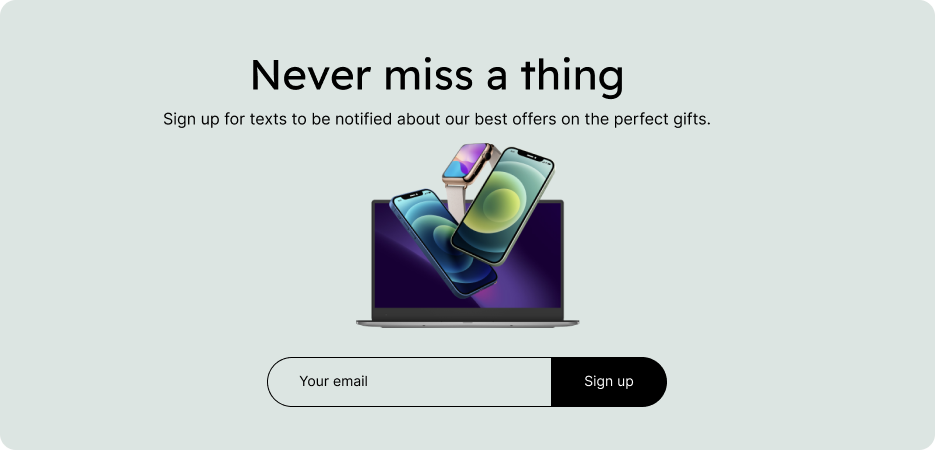 Never miss a thing
Sign up for texts to be notified about our best offers on the perfect gifts.
Your email
Sign up